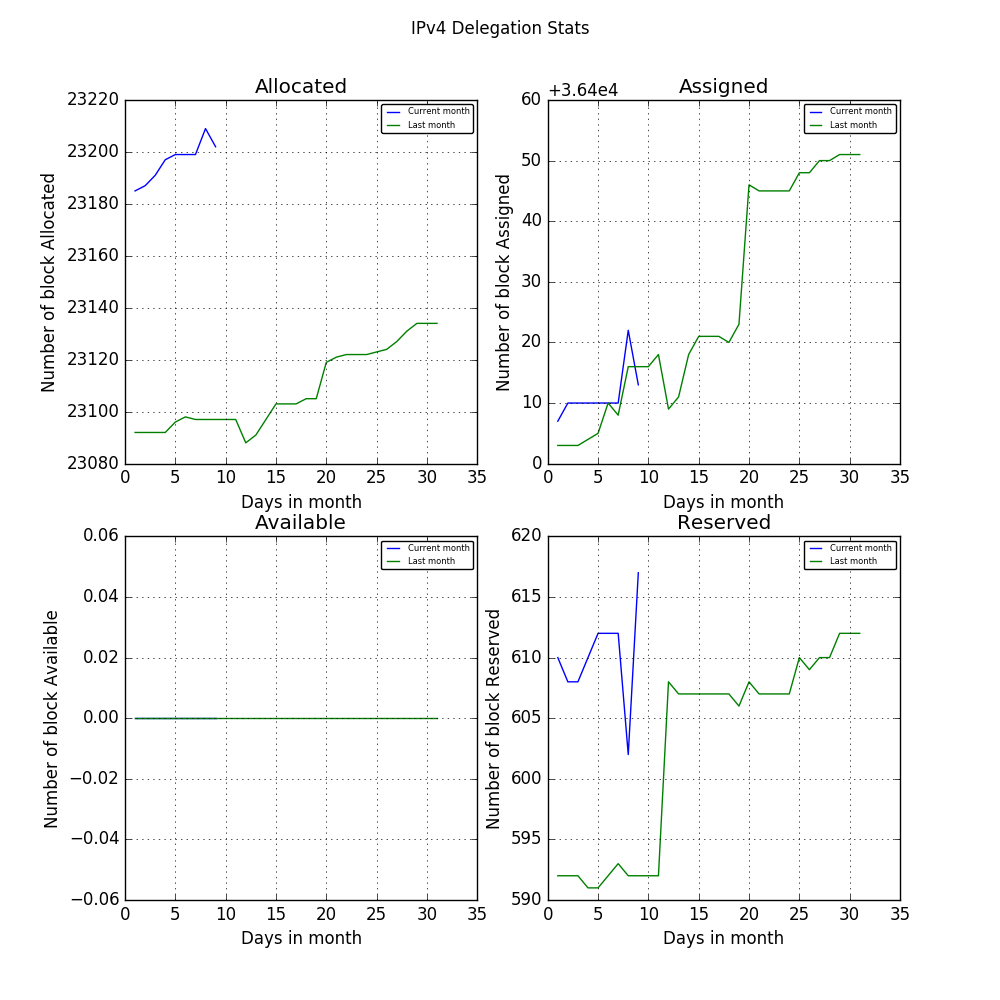 IPv4 Delegation Stats
Allocated
Number of block Allocated
23220
23200
23180
23160
23140
23120
23100
23080
Current month
Last month
0 5 10 15 20 25 30 35
Days in month
Assigned
+3.64e4
Number of block Assigned
60
50
40
30
20
10
0
Current month
Last month
0 5 10 15 20 25 30 35
Days in month
Available
Number of block Available
0.06
0.04
0.02
0.00
−0.02
−0.04
−0.06
Current month
Last month
0 5 10 15 20 25 30 35
Days in month
Reserved
Number of block Reserved
620
615
610
605
600
595
590
Current month
Last month
0 5 10 15 20 25 30 35
Days in month